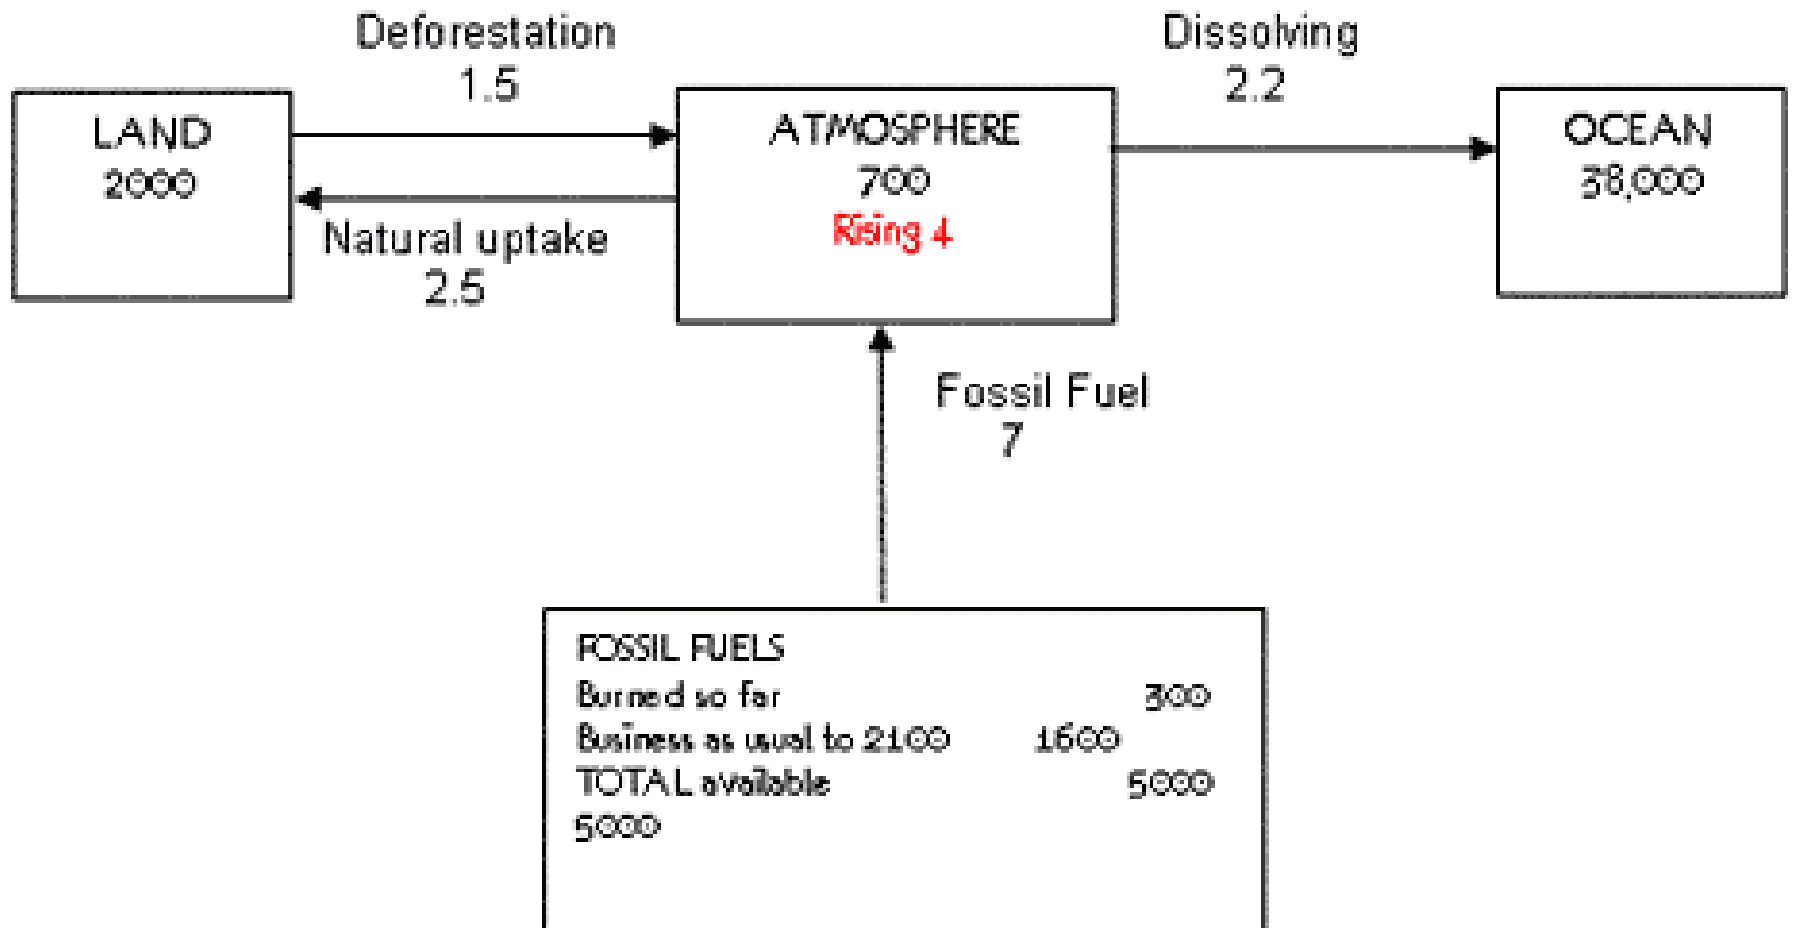 Deforestation
1.5
Dissolving
2.2
LAND
2000
ATMOSPHERE
700
Rising 4
OCEAN
38,000
Natural uptake
2.5
Fossil Fuel
7
FOSSIL FUELS
Burned so far 300
Business as usual to 2100 1600
TOTAL available 5000
5000